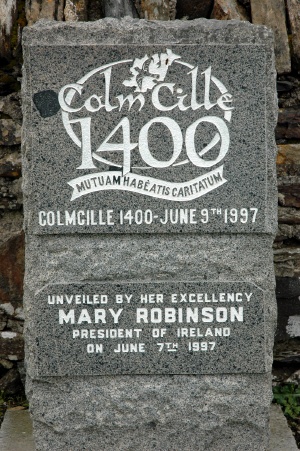 Colm Cille
1400
MUTUAM HABÉATIS CARITATUM
COLMCILLE 1400-JUNE 9TH 1997
UNVEILED BY HER EXCELLENCY
MARY ROBINSON
PRESIDENT OF IRELAND
ON JUNE 7TH 1997